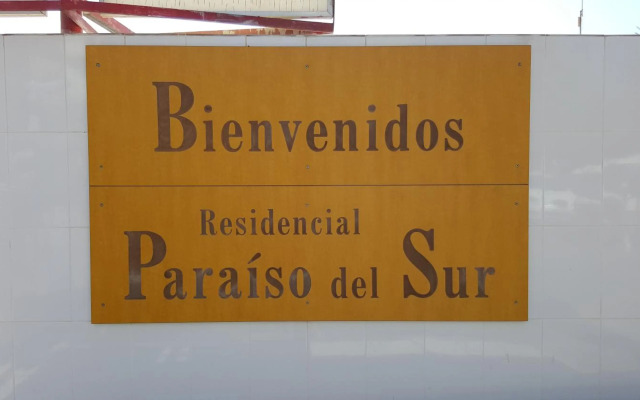 Bienvenidos
Residencial
Paraíso del Sur